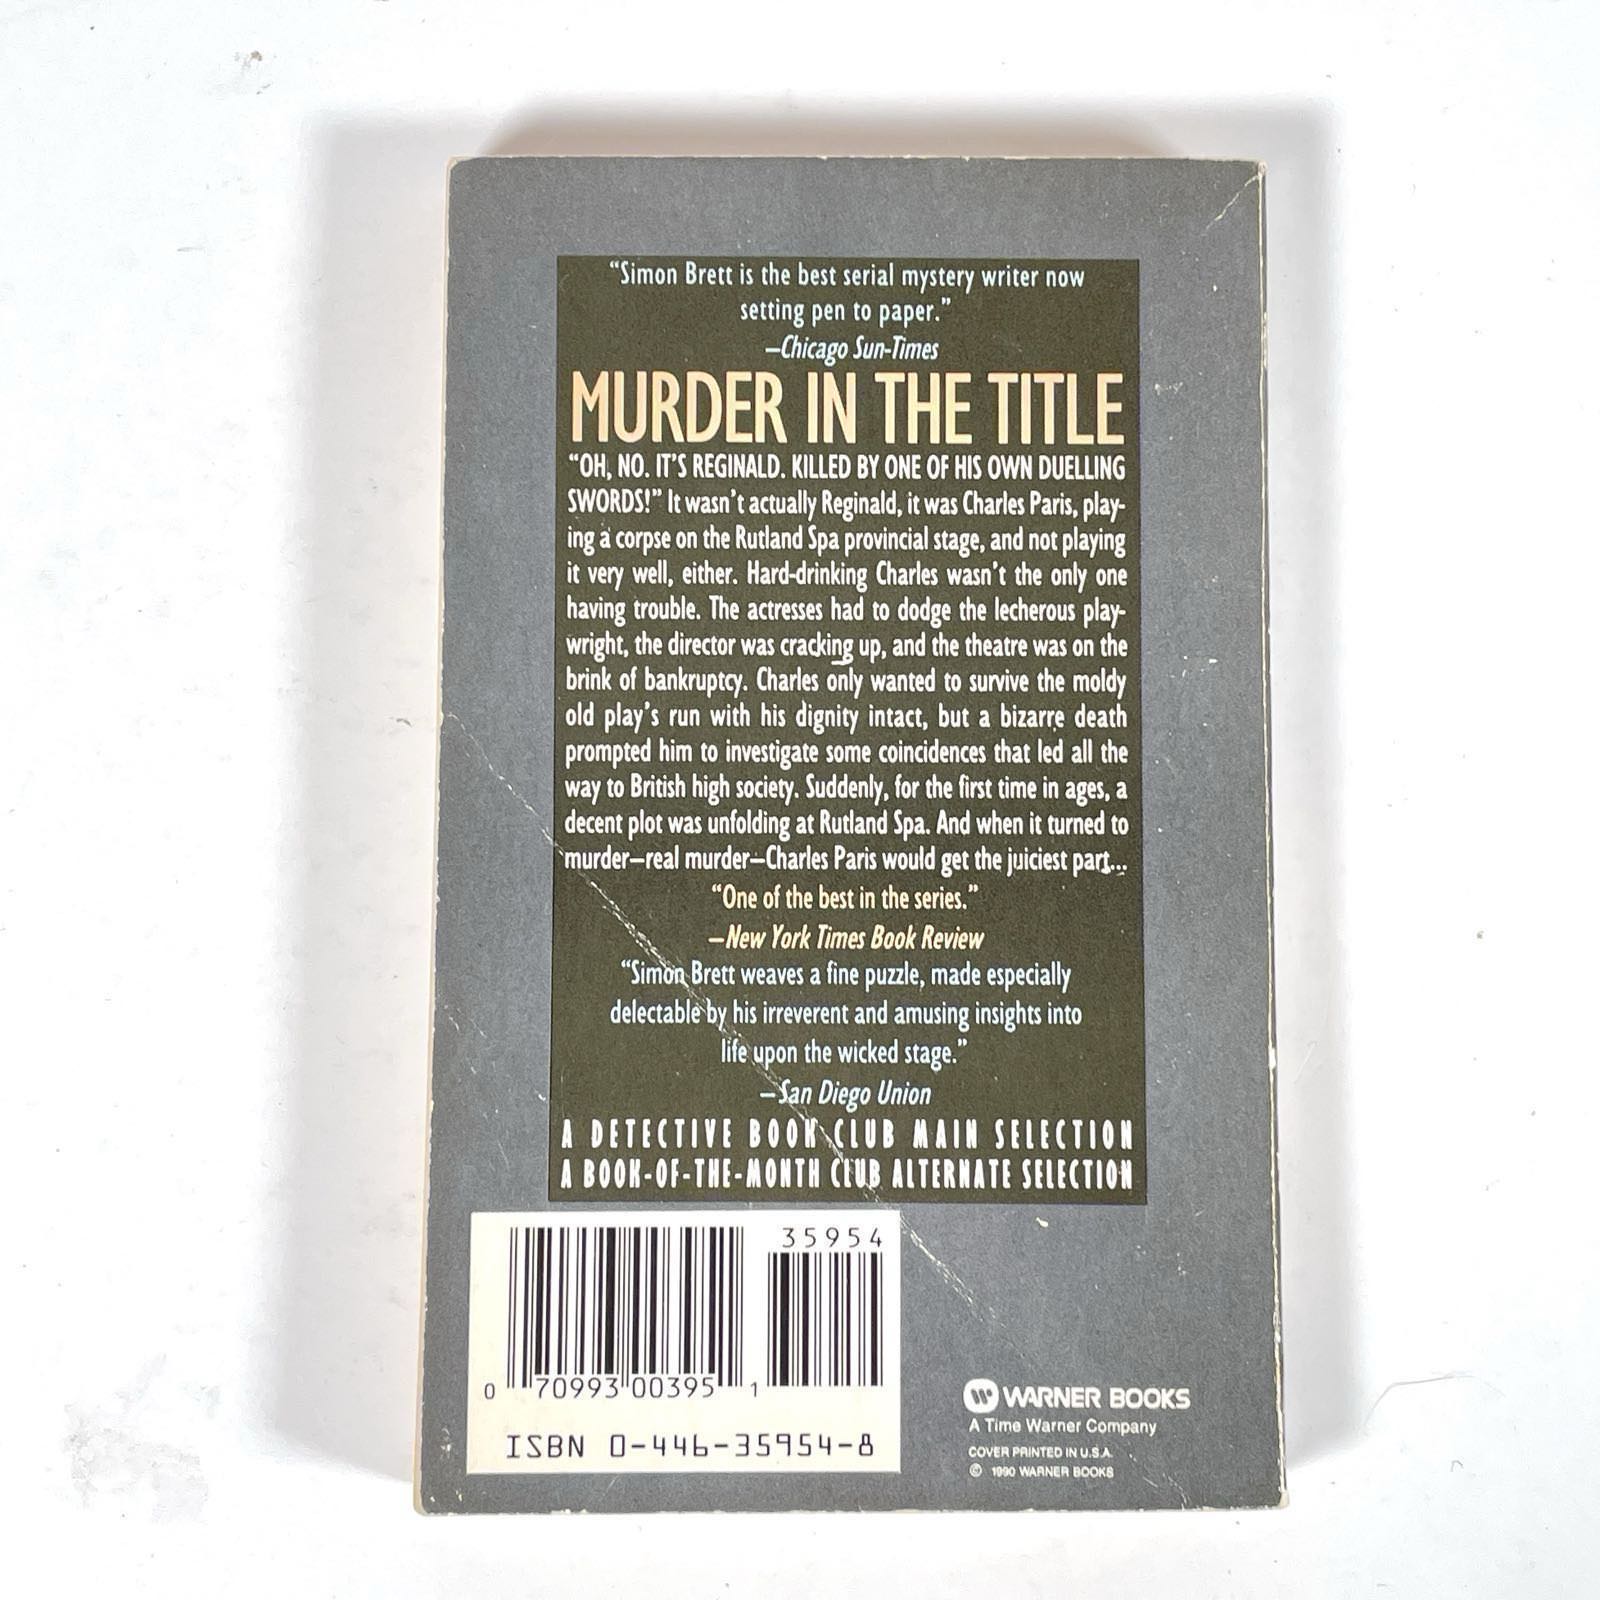 “Simon Brett is the best serial mystery writer now
setting pen to paper.”
—Chicago Sun-Times
MURDER IN THE TITLE
“OH, NO. IT'S REGINALD. KILLED BY ONE OF HIS OWN DUELLING
SWORDS!” It wasn't actually Reginald, it was Charles Paris, play-
ing a corpse on the Rutland Spa provincial stage, and not playing
it very well, either. Hard-drinking Charles wasn't the only one
having trouble. The actresses had to dodge the lecherous play-
wright, the director was cracking up, and the theatre was on the
brink of bankruptcy. Charles only wanted to survive the moldy
old play's run with his dignity intact, but a bizarre death
prompted him to investigate some coincidences that led all the
way to British high society. Suddenly, for the first time in ages, a
decent plot was unfolding at Rutland Spa. And when it turned to
murder—real murder—Charles Paris would get the juiciest part...
“One of the best in the series.”
—New York Times Book Review
“Simon Brett weaves a fine puzzle, made especially
delectable by his irreverent and amusing insights into
life upon the wicked stage.”
—San Diego Union
A DETECTIVE BOOK CLUB MAIN SELECTION
A BOOK-OF-THE-MONTH CLUB ALTERNATE SELECTION
35954
0 70993 00395 1
ISBN 0-446-35954-8
WARNER BOOKS
A Time Warner Company
COVER PRINTED IN U.S.A.
© 1990 WARNER BOOKS